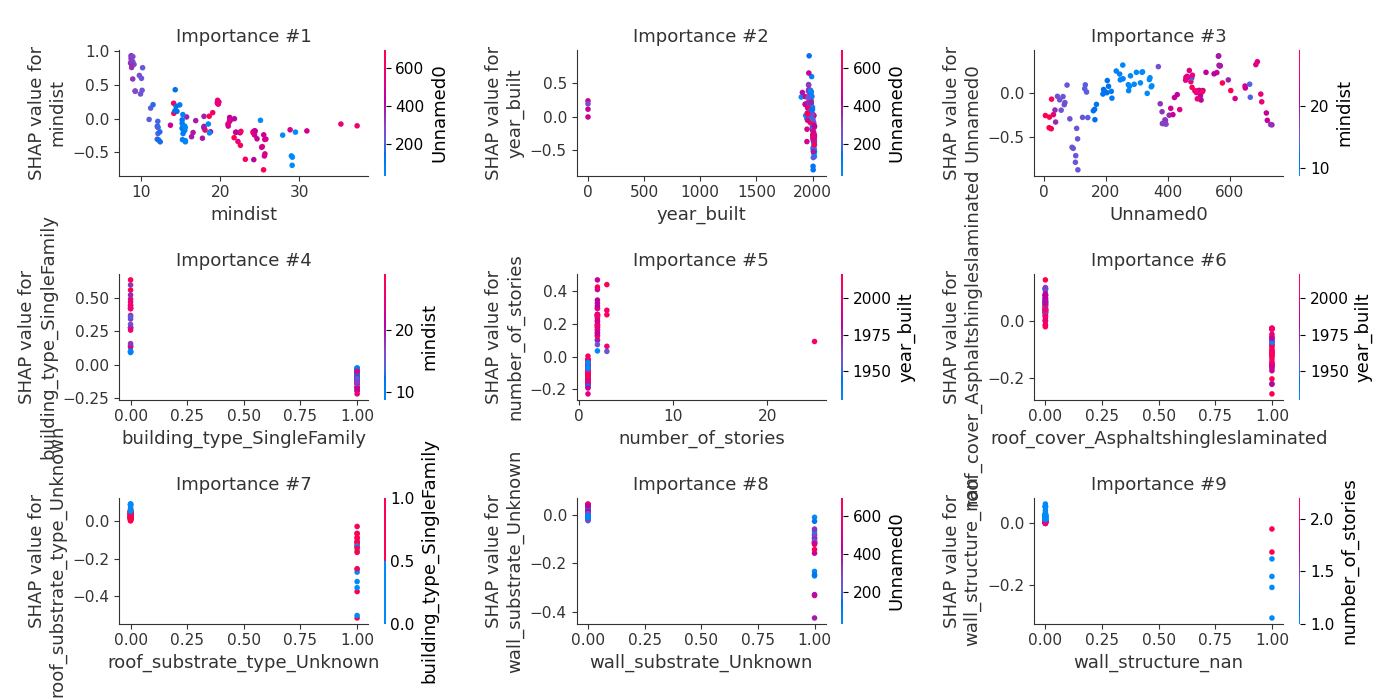 Importance #1
SHAP value for
mindist
1.0
0.5
0.0
−0.5
10
20
30
mindist
600
400
200
Unnamed0
Importance #2
SHAP value for
year_built
0.5
0.0
−0.5
0
500
1000
1500
2000
year_built
600
400
200
Unnamed0
Importance #3
SHAP value for
Unnamed0
0.0
−0.5
0
200
400
600
Unnamed0
20
10
mindist
Importance #4
SHAP value for
building_type_SingleFamily
0.50
0.25
0.00
−0.25
0.00
0.25
0.50
0.75
1.00
building_type_SingleFamily
20
10
mindist
Importance #5
SHAP value for
number_of_stories
0.4
0.2
0.0
−0.2
0
10
20
number_of_stories
2000
1975
1950
year_built
Importance #6
SHAP value for
roof_cover_Asphaltshingleslaminated
0.0
−0.2
0.00
0.25
0.50
0.75
1.00
roof_cover_Asphaltshingleslaminated
2000
1975
1950
year_built
Importance #7
SHAP value for
roof_substrate_type_Unknown
0.0
−0.2
−0.4
0.00
0.25
0.50
0.75
1.00
roof_substrate_type_Unknown
1.0
0.5
0.0
building_type_SingleFamily
Importance #8
SHAP value for
wall_substrate_Unknown
0.0
−0.2
−0.4
0.00
0.25
0.50
0.75
1.00
wall_substrate_Unknown
600
400
200
Unnamed0
Importance #9
SHAP value for
wall_structure_nan
0.0
−0.2
0.00
0.25
0.50
0.75
1.00
wall_structure_nan
2.0
1.5
1.0
number_of_stories